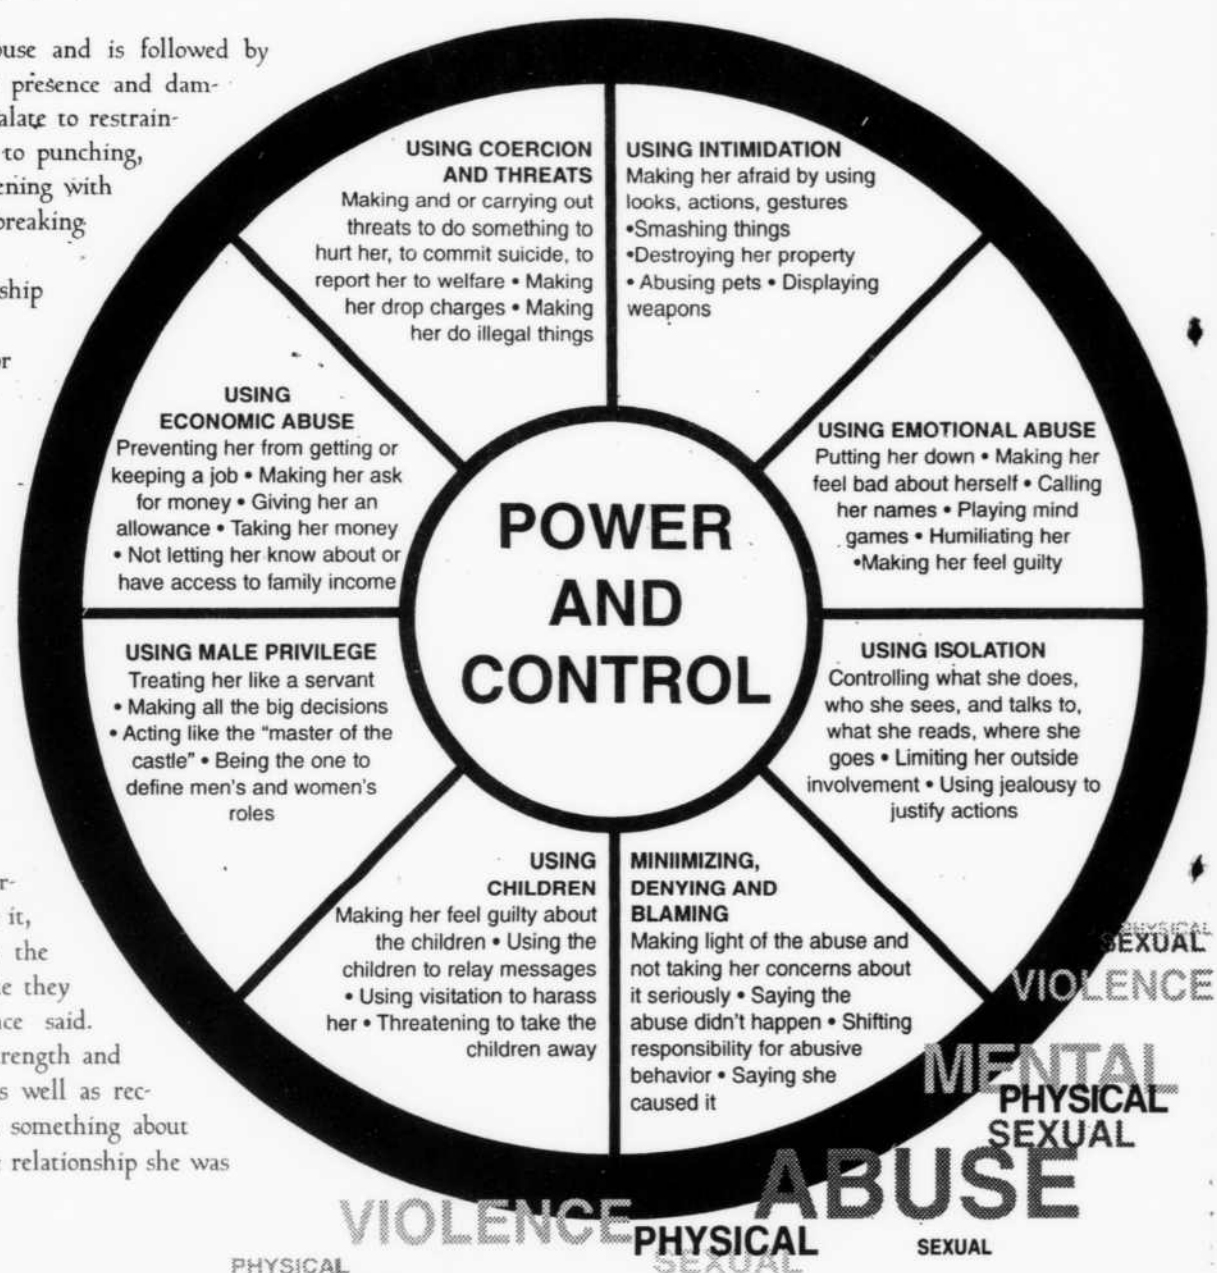 use and is followed by
presence and dam-
to restrain-
to punching,
with
breaking
ship
USING COERCION
AND THREATS
Making and or carrying out
threats to do something to
hurt her, to commit suicide, to
report her to welfare • Making
her drop charges • Making
her do illegal things
USING INTIMIDATION
Making her afraid by using
looks, actions, gestures
•Smashing things
•Destroying her property
• Abusing pets • Displaying
weapons
USING EMOTIONAL ABUSE
Putting her down • Making her
feel bad about herself • Calling
her names • Playing mind
games • Humiliating her
•Making her feel guilty
USING ISOLATION
Controlling what she does,
who she sees, and talks to,
what she reads, where she
goes • Limiting her outside
involvement • Using jealousy to
justify actions
MINIIMIZING,
DENYING AND
BLAMING
Making light of the abuse and
not taking her concerns about
it seriously • Saying the
abuse didn't happen • Shifting
responsibility for abusive
behavior • Saying she
caused it
USING
CHILDREN
Making her feel guilty about
the children • Using the
children to relay messages
• Using visitation to harass
her • Threatening to take the
children away
USING MALE PRIVILEGE
Treating her like a servant
• Making all the big decisions
• Acting like the "master of the
castle" • Being the one to
define men's and women's
roles
USING
ECONOMIC ABUSE
Preventing her from getting or
keeping a job • Making her ask
for money • Giving her an
allowance • Taking her money
• Not letting her know about or
have access to family income
POWER
AND
CONTROL
it,
the
they
said.
and
well as rec-
something about
relationship she was
PHYSICAL
SEXUAL
VIOLENCE
MENTAL
PHYSICAL
SEXUAL
ABUSE
VIOLENCE
PHYSICAL
SEXUAL
SEXUAL
PHYSICAL